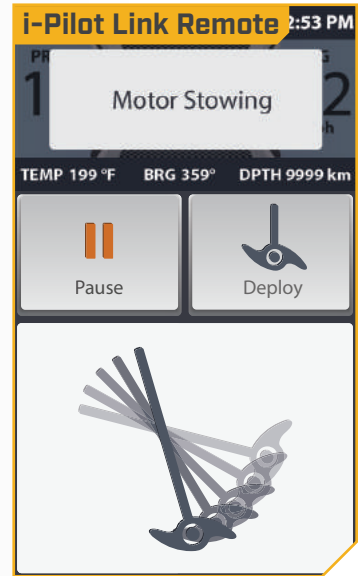 i-Pilot Link Remote
2:53 PM
Motor Stowing
TEMP 199 °F BRG 359° DPTH 9999 km
Pause
Deploy